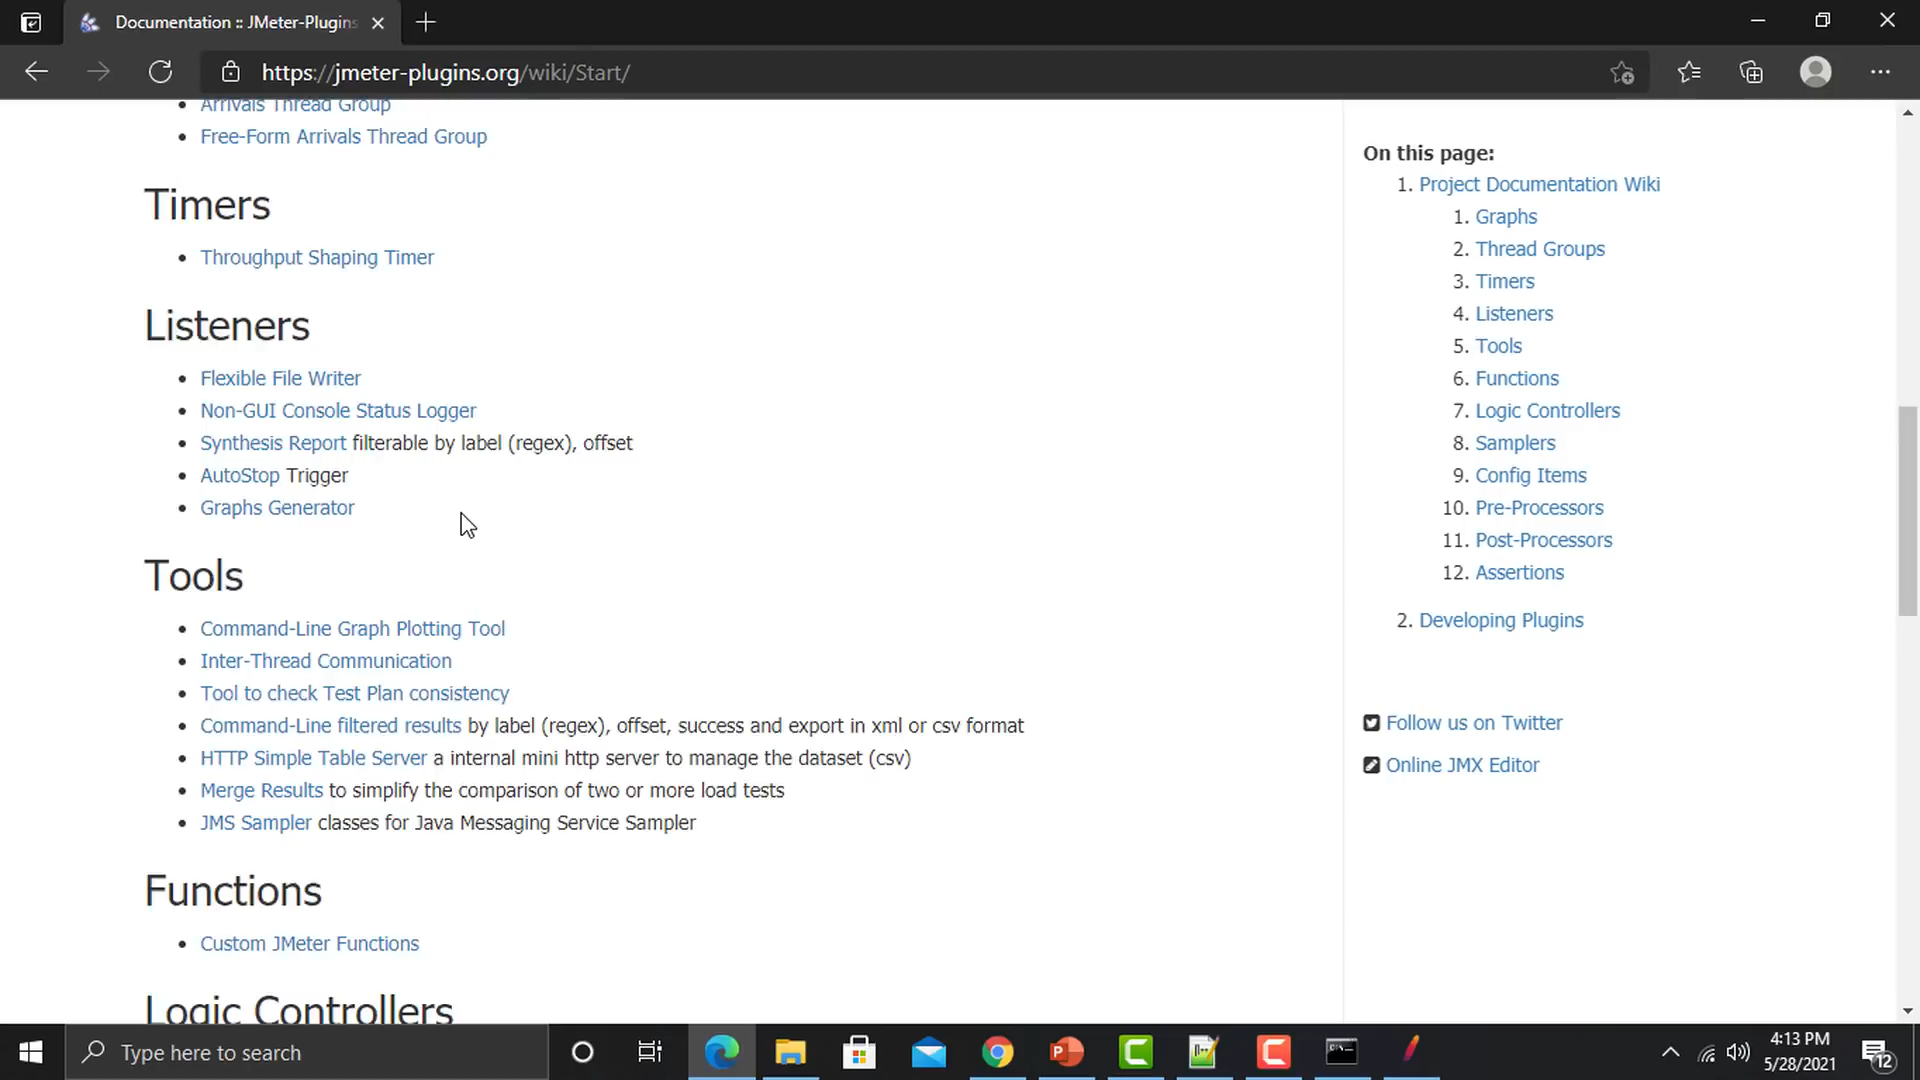 Documentation :: JMeter-Plugins
https://jmeter-plugins.org/wiki/Start/
Arrivals Thread Group
Free-Form Arrivals Thread Group
Timers
Throughput Shaping Timer
Listeners
Flexible File Writer
Non-GUI Console Status Logger
Synthesis Report filterable by label (regex), offset
AutoStop Trigger
Graphs Generator
Tools
Command-Line Graph Plotting Tool
Inter-Thread Communication
Tool to check Test Plan consistency
Command-Line filtered results by label (regex), offset, success and export in xml or csv format
HTTP Simple Table Server a internal mini http server to manage the dataset (csv)
Merge Results to simplify the comparison of two or more load tests
JMS Sampler classes for Java Messaging Service Sampler
Functions
Custom JMeter Functions
Logic Controllers
On this page:
1. Project Documentation Wiki
1. Graphs
2. Thread Groups
3. Timers
4. Listeners
5. Tools
6. Functions
7. Logic Controllers
8. Samplers
9. Config Items
10. Pre-Processors
11. Post-Processors
12. Assertions
2. Developing Plugins
Follow us on Twitter
Online JMX Editor
Type here to search
4:13 PM
5/28/2021
12